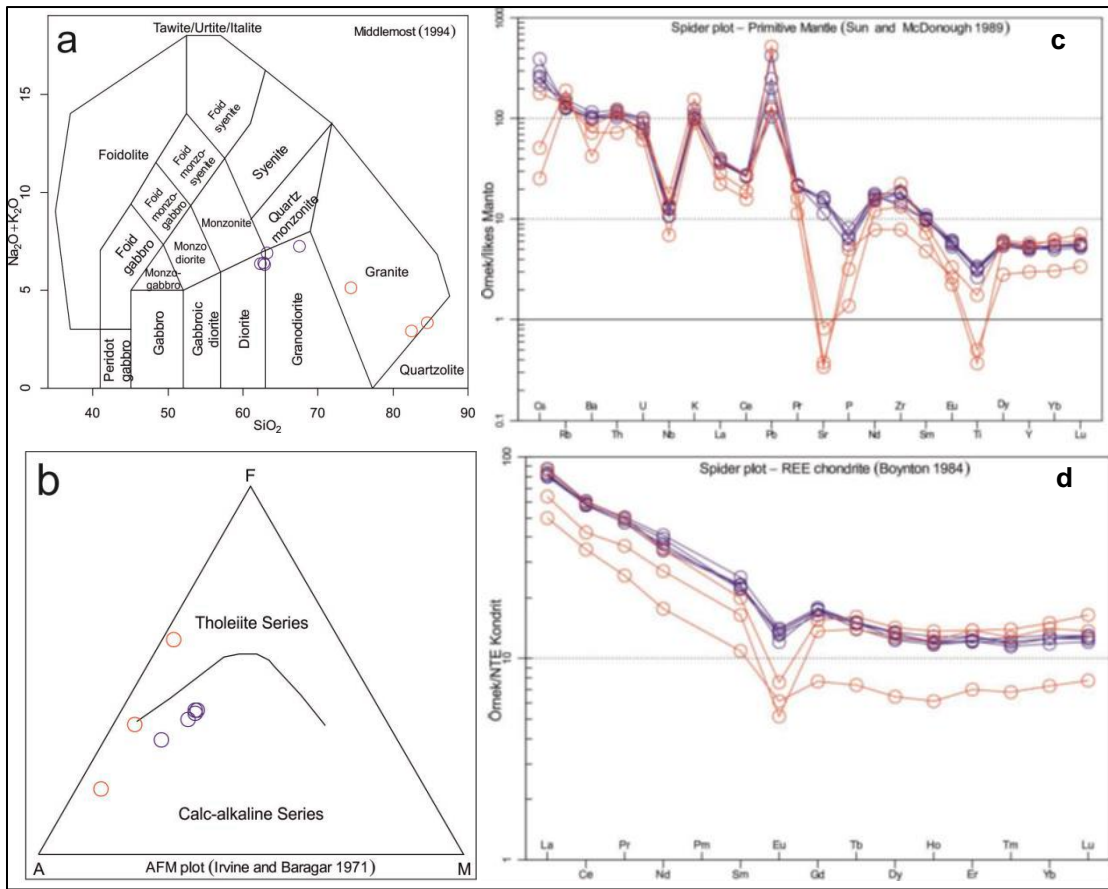 a
Tawite/Urtite/Italite
Middlemost (1994)
Na₂O+K₂O
15
10
5
0
Foidolite
Foid
syenite
Foid
monzo-
syenite
Syenite
Foid
monzo-
gabbro
Monzonite
Quartz
monzonite
Foid
gabbro
Monzo
diorite
Monzo-
gabbro
Granite
Peridot
gabbro
Gabbro
Gabbroic
diorite
Diorite
Granodiorite
Quartzolite
40 50 60 70 80 90
SiO₂
b
F
Tholeiite Series
Calc-alkaline Series
A
M
AFM plot (Irvine and Baragar 1971)
Spider plot – Primitive Mantle (Sun and McDonough 1989)
c
Örnek/İlkes Manto
1000
100
10
1
0.1
Cs Ba U K Ce Pr P Zr Eu Dy Yb
Rb Th Nb La Pb Sr Nd Sm Ti Y Lu
Spider plot – REE chondrite (Boynton 1984)
d
Örnek/NTE Kondrit
100
10
1
La Pr Pm Eu Tb Ho Tm Lu
Ce Nd Sm Gd Dy Er Yb